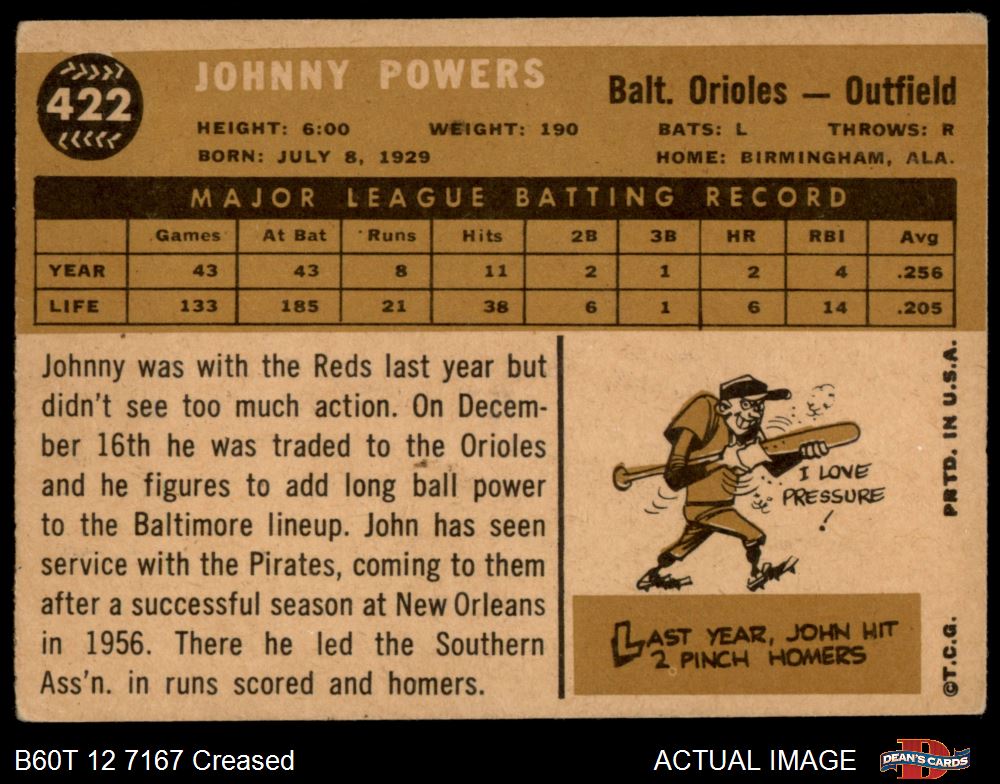 422
JOHNNY POWERS
Balt. Orioles — Outfield
HEIGHT: 6:00 WEIGHT: 190 BATS: L THROWS: R
BORN: JULY 8, 1929 HOME: BIRMINGHAM, ALA.
MAJOR LEAGUE BATTING RECORD
Games At Bat Runs Hits 2B 3B HR RBI Avg
YEAR 43 43 8 11 2 1 2 4 .256
LIFE 133 185 21 38 6 1 6 14 .205
Johnny was with the Reds last year but
didn't see too much action. On Decem-
ber 16th he was traded to the Orioles
and he figures to add long ball power
to the Baltimore lineup. John has seen
service with the Pirates, coming to them
after a successful season at New Orleans
in 1956. There he led the Southern
Ass'n. in runs scored and homers.
I LOVE
PRESSURE
!
LAST YEAR, JOHN HIT
2 PINCH HOMERS
©T.C.G. PRTD. IN U.S.A.
B60T 12 7167 Creased
ACTUAL IMAGE
D
DEAN'S CARDS